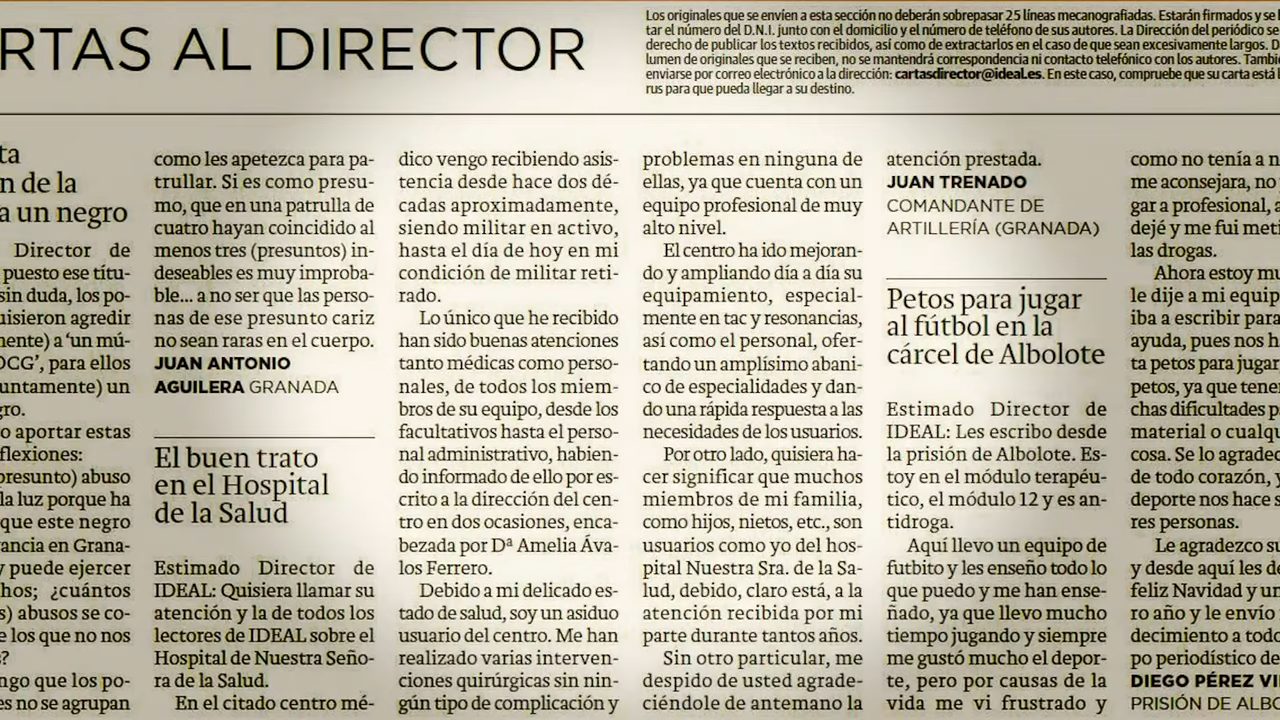 RTAS AL DIRECTOR
Los originales que se envíen a esta sección no deberán sobrepasar 25 líneas mecanografiadas. Estarán firmados y se
tar el número del D.N.I. junto con el domicilio y el número de teléfono de sus autores. La Dirección del periódico se
derecho de publicar los textos recibidos, así como de extractarlos en el caso de que sean excesivamente largos. D
lumen de originales que se reciben, no se mantendrá correspondencia ni contacto telefónico con los autores. Tambié
enviarse por correo electrónico a la dirección: cartasdirector@ideal.es. En este caso, compruebe que su carta está l
rus para que pueda llegar a su destino.
ta
n de la
a un negro
Director de
puesto ese títu-
sin duda, los po-
uisieron agredir
mente) a 'un mú-
OCG', para ellos
untamente) un
gro.
o aportar estas
flexiones:
presunto) abuso
la luz porque ha
que este negro
vancia en Grana-
y puede ejercer
hos; ¿cuántos
s) abusos se co-
e los que no nos
s?
ngo que los po-
es no se agrupan
como les apetezca para pa-
trullar. Si es como presu-
mo, que en una patrulla de
cuatro hayan coincidido al
menos tres (presuntos) in-
deseables es muy improba-
ble... a no ser que las perso-
nas de ese presunto cariz
no sean raras en el cuerpo.
JUAN ANTONIO
AGUILERA GRANADA
El buen trato
en el Hospital
de la Salud
Estimado Director de
IDEAL: Quisiera llamar su
atención y la de todos los
lectores de IDEAL sobre el
Hospital de Nuestra Seño-
ra de la Salud.
En el citado centro mé-
dico vengo recibiendo asis-
tencia desde hace dos dé-
cadas aproximadamente,
siendo militar en activo,
hasta el día de hoy en mi
condición de militar reti-
rado.
Lo único que he recibido
han sido buenas atenciones
tanto médicas como perso-
nales, de todos los miem-
bros de su equipo, desde los
facultativos hasta el perso-
nal administrativo, habien-
do informado de ello por es-
crito a la dirección del cen-
tro en dos ocasiones, enca-
bezada por Dª Amelia Áva-
los Ferrero.
Debido a mi delicado es-
tado de salud, soy un asiduo
usuario del centro. Me han
realizado varias interven-
ciones quirúrgicas sin nin-
gún tipo de complicación y
problemas en ninguna de
ellas, ya que cuenta con un
equipo profesional de muy
alto nivel.
El centro ha ido mejoran-
do y ampliando día a día su
equipamiento, especial-
mente en tac y resonancias,
así como el personal, ofer-
tando un amplísimo abani-
co de especialidades y dan-
do una rápida respuesta a las
necesidades de los usuarios.
Por otro lado, quisiera ha-
cer significar que muchos
miembros de mi familia,
como hijos, nietos, etc., son
usuarios como yo del hos-
pital Nuestra Sra. de la Sa-
lud, debido, claro está, a la
atención recibida por mi
parte durante tantos años.
Sin otro particular, me
despido de usted agrade-
ciéndole de antemano la
atención prestada.
JUAN TRENADO
COMANDANTE DE
ARTILLERÍA (GRANADA)
Petos para jugar
al fútbol en la
cárcel de Albolote
Estimado Director de
IDEAL: Les escribo desde
la prisión de Albolote. Es-
toy en el módulo terapéu-
tico, el módulo 12 y es an-
tidroga.
Aquí llevo un equipo de
futbito y les enseño todo lo
que puedo y me han ense-
ñado, ya que llevo mucho
tiempo jugando y siempre
me gustó mucho el depor-
te, pero por causas de la
vida me vi frustrado y
como no tenía a n
me aconsejara, no
gar a profesional, a
dejé y me fui meti
las drogas.
Ahora estoy mu
le dije a mi equip
iba a escribir para
ayuda, pues nos h
ta petos para jugar
petos, ya que tene
chas dificultades p
material o cualqu
cosa. Se lo agradec
de todo corazón, y
deporte nos hace s
res personas.
Le agradezco su
y desde aquí les de
feliz Navidad y un
ro año y le envío
decimiento a todo
po periodístico de
DIEGO PÉREZ VI
PRISIÓN DE ALBO